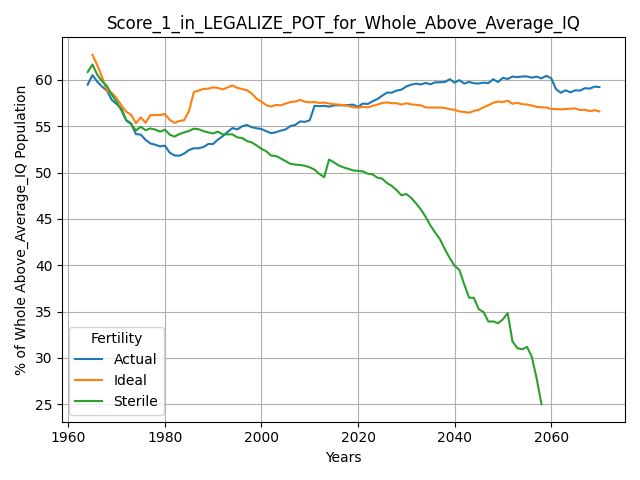 Score_1_in_LEGALIZE_POT_for_Whole_Above_Average_IQ
% of Whole Above_Average_IQ Population
60
55
50
45
40
35
30
25
Fertility
Actual
Ideal
Sterile
1960 1980 2000 2020 2040 2060
Years